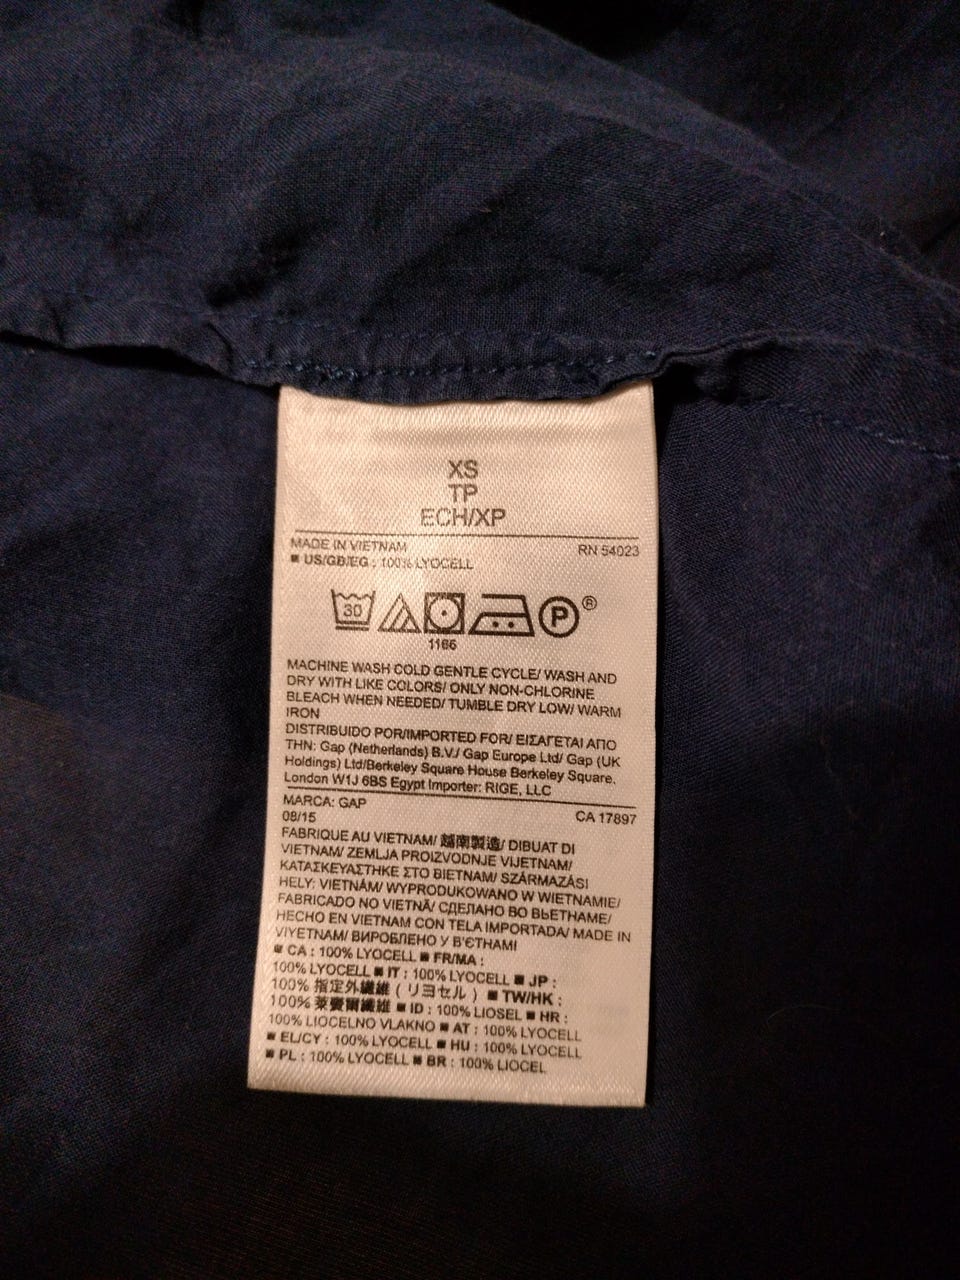 XS
TP
ECH/XP
MADE IN VIETNAM RN 54023
■ US/GB/EG : 100% LYOCELL
30 P ®
1166
MACHINE WASH COLD GENTLE CYCLE/ WASH AND
DRY WITH LIKE COLORS/ ONLY NON-CHLORINE
BLEACH WHEN NEEDED/ TUMBLE DRY LOW/ WARM
IRON
DISTRIBUIDO POR/IMPORTED FOR/ ΕΙΣΑΓΕΤΑΙ ΑΠΟ
ΤΗΝ: Gap (Netherlands) B.V./ Gap Europe Ltd/ Gap (UK
Holdings) Ltd/Berkeley Square House Berkeley Square.
London W1J 6BS Egypt Importer: RIGE, LLC
MARCA: GAP CA 17897
08/15
FABRIQUE AU VIETNAM/ 越南製造/ DIBUAT DI
VIETNAM/ ZEMLJA PROIZVODNJE VIJETNAM/
ΚΑΤΑΣΚΕΥΑΣΤΗΚΕ ΣΤΟ ΒΙΕΤΝΑΜ/ SZÁRMAZÁSI
HELY: VIETNÁM/ WYPRODUKOWANO W WIETNAMIE/
FABRICADO NO VIETNÃ/ СДЕЛАНО ВО ВЬЕТНАМЕ/
HECHO EN VIETNAM CON TELA IMPORTADA/ MADE IN
VIYETNAM/ ВИРОБЛЕНО У В'ЄТНАМІ
■ CA : 100% LYOCELL ■ FR/MA :
100% LYOCELL ■ IT : 100% LYOCELL ■ JP :
100% 指定外繊維 ( リヨセル ) ■ TW/HK :
100% 萊賽爾纖維 ■ ID : 100% LIOSEL ■ HR :
100% LIOCELNO VLAKNO ■ AT : 100% LYOCELL
■ EL/CY : 100% LYOCELL ■ HU : 100% LYOCELL
■ PL : 100% LYOCELL ■ BR : 100% LIOCEL